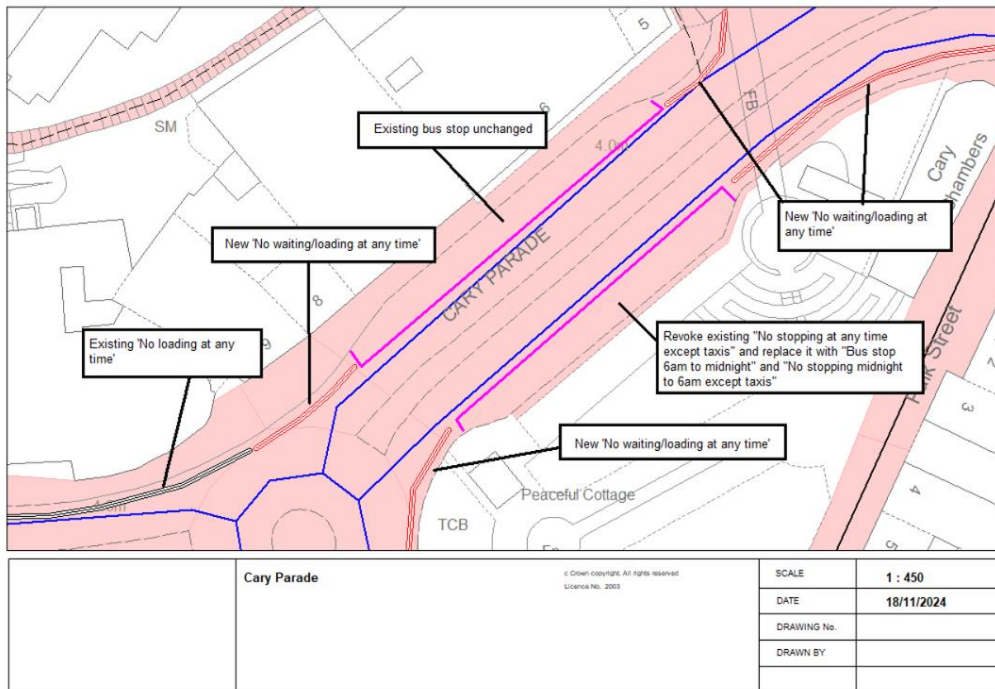 5
SM
6
FB
Existing bus stop unchanged
4.0m
Cary
Chambers
New 'No waiting/loading at
any time'
New 'No waiting/loading at any time'
CARY PARADE
8
Existing 'No loading at any
time'
9
Revoke existing "No stopping at any time
except taxis" and replace it with "Bus stop
6am to midnight" and "No stopping midnight
to 6am except taxis"
Street
2
3
New 'No waiting/loading at any time'
4
Peaceful Cottage
TCB
5
Cary Parade
c Crown copyright. All rights reserved
Licence No. 2003
SCALE
1 : 450
DATE
18/11/2024
DRAWING No.
DRAWN BY